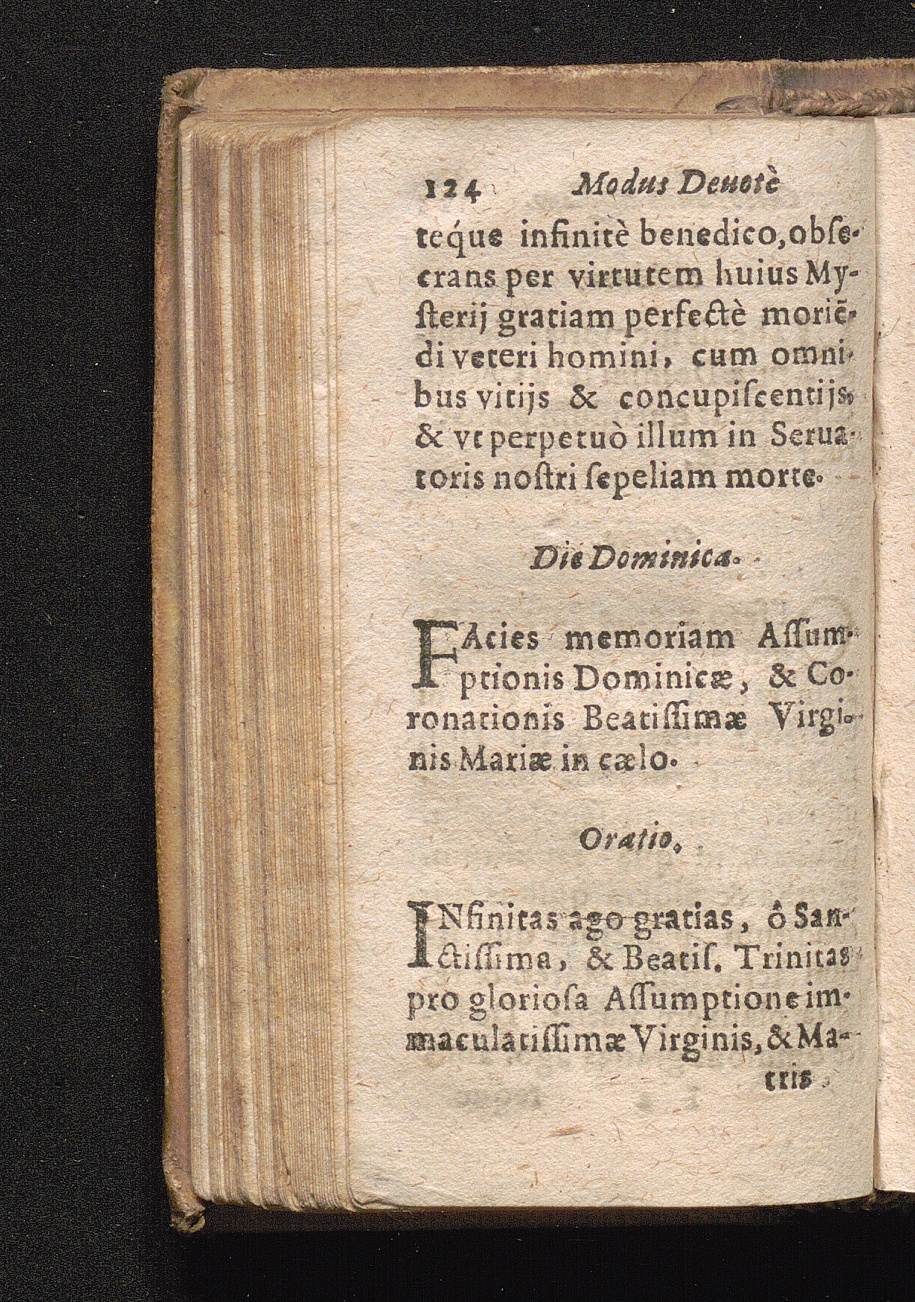 124 Modus Deuotè
teq́ue infinitè benedico, obſe-
crans per virtutem huius My-
ſterij gratiam perfectè moriē-
di veteri homini, cum omni-
bus vitijs & concupiſcentijs,
& vt perpetuò illum in Serua-
toris noſtri ſepeliam morte.
Die Dominica.
FAcies memoriam Aſſum-
ptionis Dominicæ, & Co-
ronationis Beatiſſimæ Virgi-
nis Mariæ in cælo.
Oratio.
INfinitas ago gratias, ô San-
ctiſſima, & Beatiſ. Trinitas
pro glorioſa Aſſumptione im-
maculatiſſimæ Virginis, & Ma-
tris